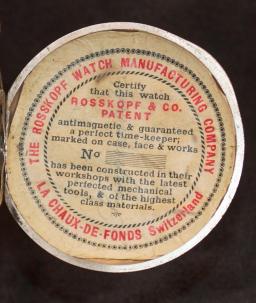 THE ROSSKOPF WATCH MANUFACTURING COMPANY
Certify
that this watch
ROSSKOPF & CO.
PATENT
antimagnetic & guaranteed
a perfect time-keeper;
marked on case, face & works
No
has been constructed in their
workshops with the latest
perfected mechanical
tools, & of the highest
class materials.
LA CHAUX-DE-FONDS Switzerland